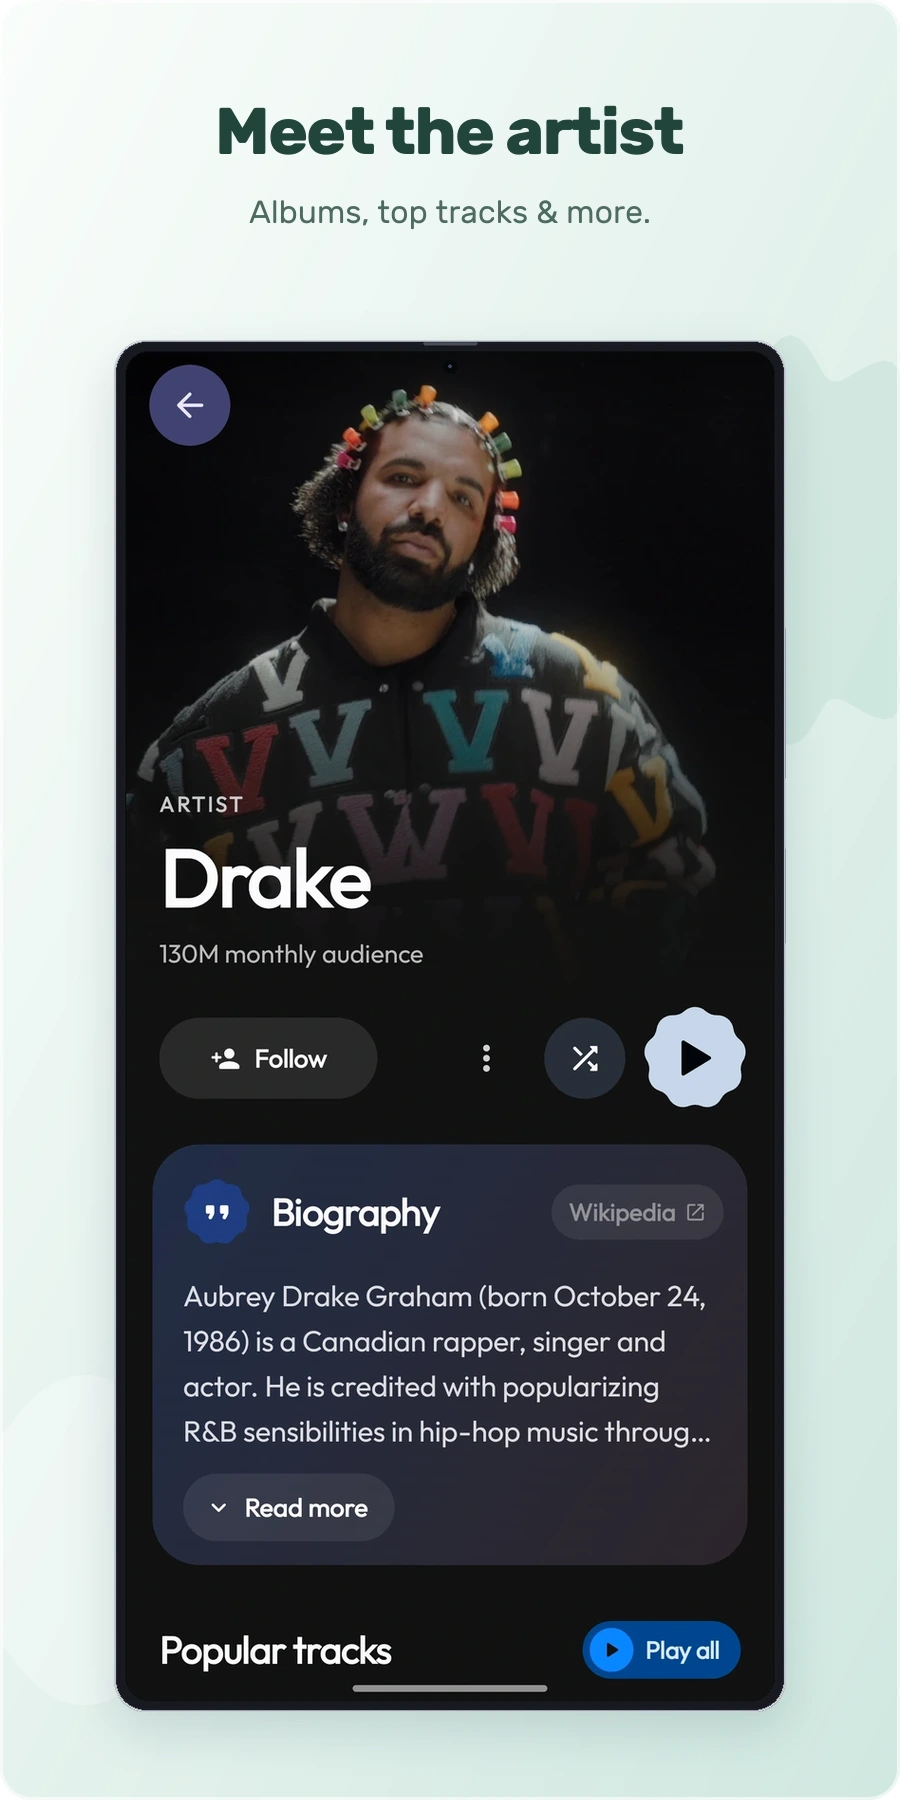 Meet the artist
Albums, top tracks & more.
ARTIST
Drake
130M monthly audience
Follow
Biography
Wikipedia
Aubrey Drake Graham (born October 24,
1986) is a Canadian rapper, singer and
actor. He is credited with popularizing
R&B sensibilities in hip-hop music throug...
Read more
Popular tracks
Play all